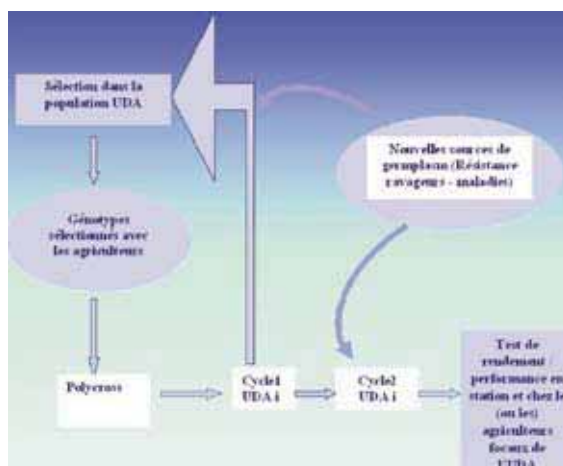 Sélection dans la
population UDA
Nouvelles sources de
germplasm (Résistance
ravageurs - maladies)
Génotypes
sélectionnés avec
les agriculteurs
Polycross
Cycle1
UDA i
Cycle2
UDA i
Test de
rendement /
performance en
station et chez le
(ou les)
agriculteurs
focaux de
l'UDA